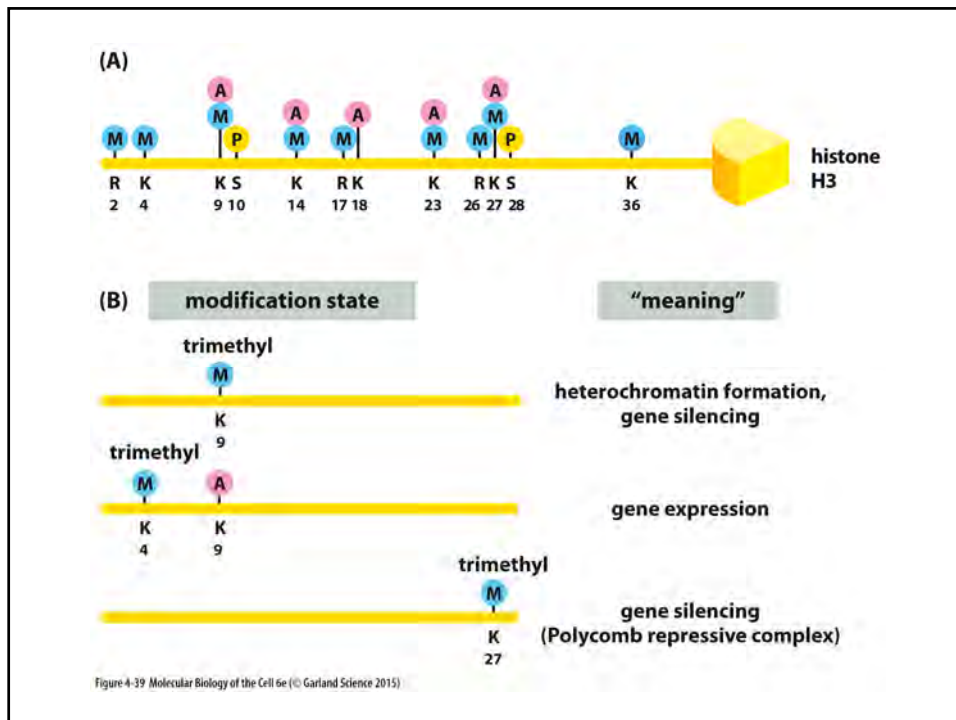 (A)
A A
M A A A M
M M P M M M M M P M
R K K S K R K K R K S K
2 4 9 10 14 17 18 23 26 27 28 36
histone
H3
(B) modification state "meaning"
trimethyl
M
K
9
heterochromatin formation,
gene silencing
trimethyl
M A
K K
4 9
gene expression
trimethyl
M
K
27
gene silencing
(Polycomb repressive complex)
Figure 4-39 Molecular Biology of the Cell 6e (© Garland Science 2015)